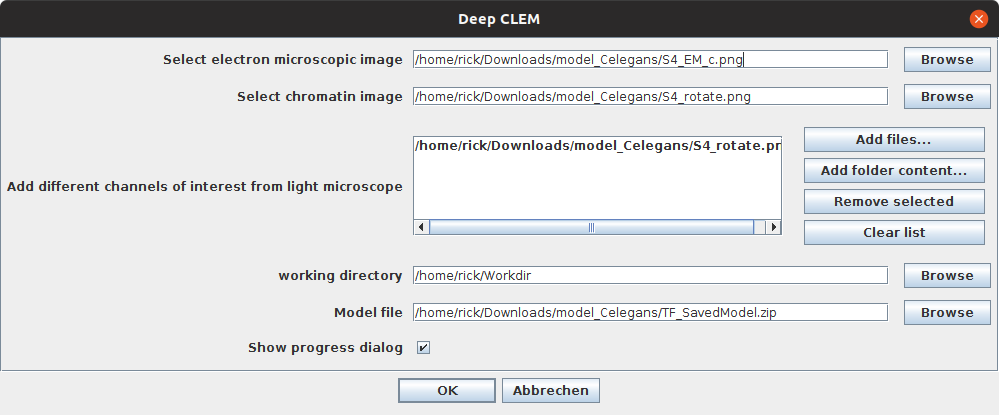 Deep CLEM
Select electron microscopic image /home/rick/Downloads/model_Celegans/S4_EM_c.png Browse
Select chromatin image /home/rick/Downloads/model_Celegans/S4_rotate.png Browse
Add different channels of interest from light microscope /home/rick/Downloads/model_Celegans/S4_rotate.pr
Add files...
Add folder content...
Remove selected
Clear list
working directory /home/rick/Workdir Browse
Model file /home/rick/Downloads/model_Celegans/TF_SavedModel.zip Browse
Show progress dialog
OK Abbrechen